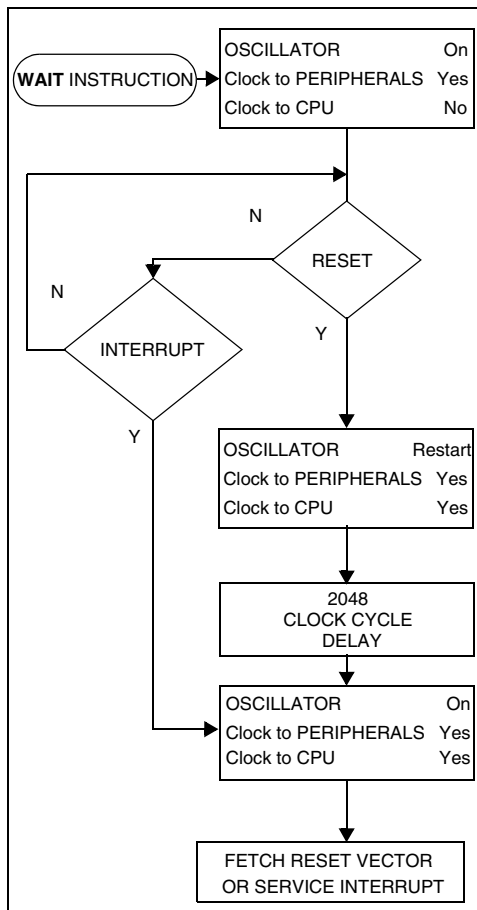 WAIT INSTRUCTION
OSCILLATOR On
Clock to PERIPHERALS Yes
Clock to CPU No
N
RESET
N
INTERRUPT
Y
Y
OSCILLATOR Restart
Clock to PERIPHERALS Yes
Clock to CPU Yes
2048
CLOCK CYCLE
DELAY
OSCILLATOR On
Clock to PERIPHERALS Yes
Clock to CPU Yes
FETCH RESET VECTOR
OR SERVICE INTERRUPT